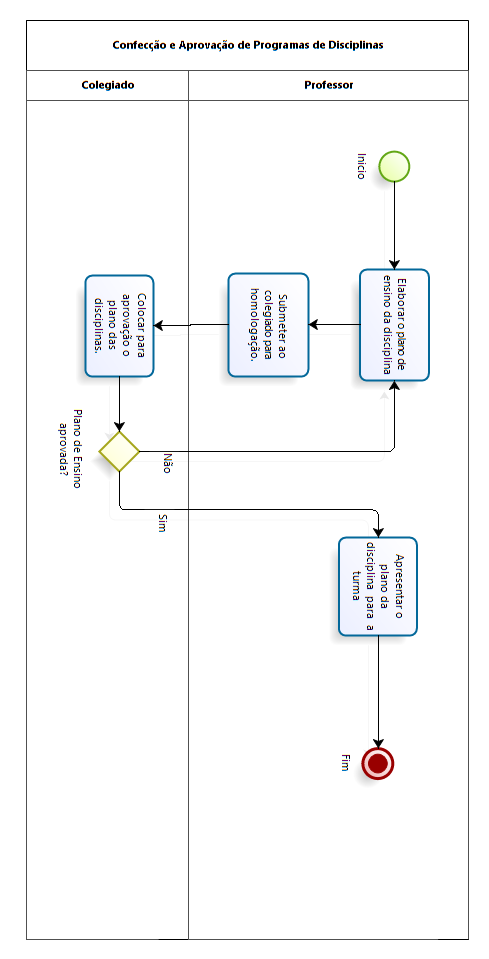 Confecção e Aprovação de Programas de Disciplinas
Colegiado
Professor
Inicio
Elaborar o plano de
ensino da disciplina
Submeter ao
colegiado para
homologação.
Colocar para
aprovação o
plano das
disciplinas.
Plano de Ensino
aprovada?
Não
Sim
Apresentar o
plano da
disciplina para a
turma
Fim